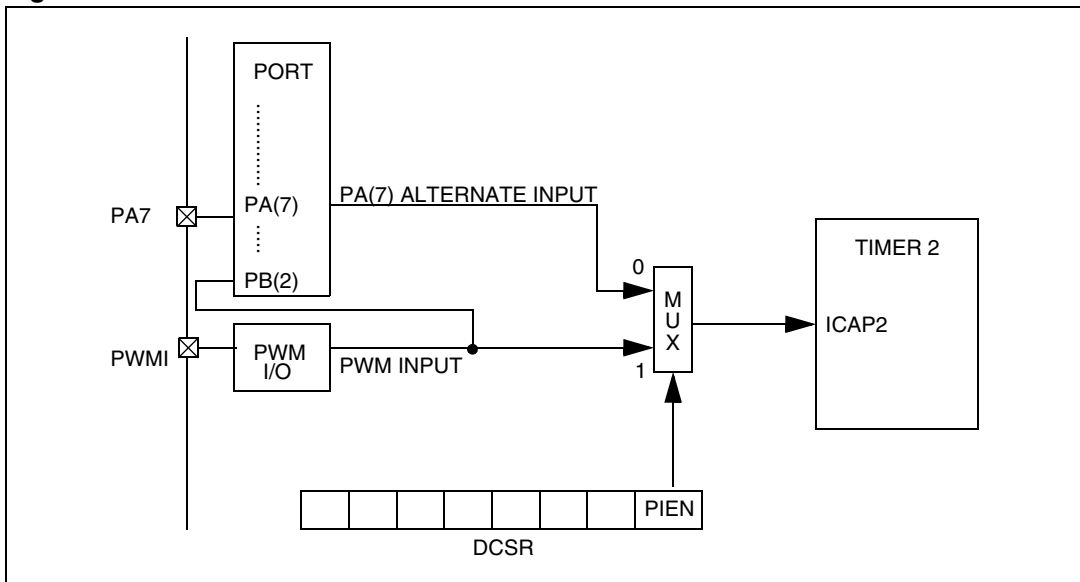 PORT
PA(7) ALTERNATE INPUT
PA7
PA(7)
TIMER 2
0
PB(2)
MUX
ICAP2
PWMI
PWM
I/O
PWM INPUT
1
PIEN
DCSR